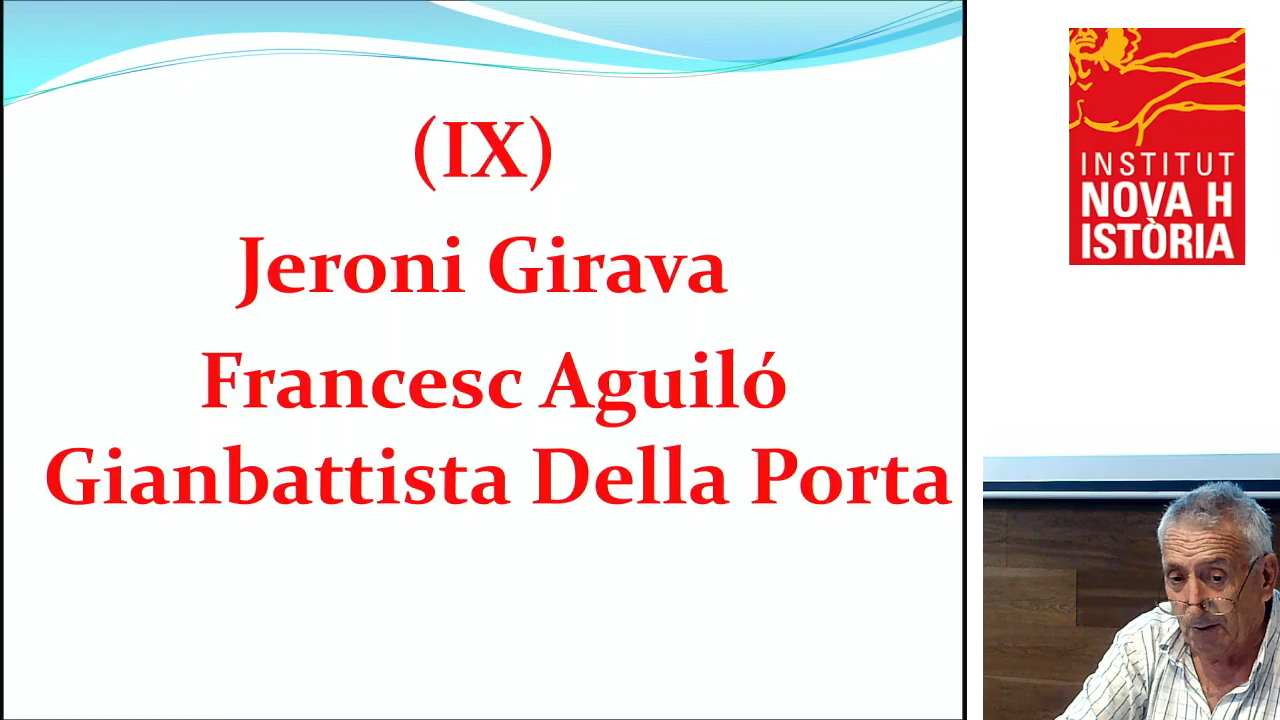 (IX)
Jeroni Girava
Francesc Aguiló
Gianbattista Della Porta
INSTITUT
NOVA H
ISTÒRIA